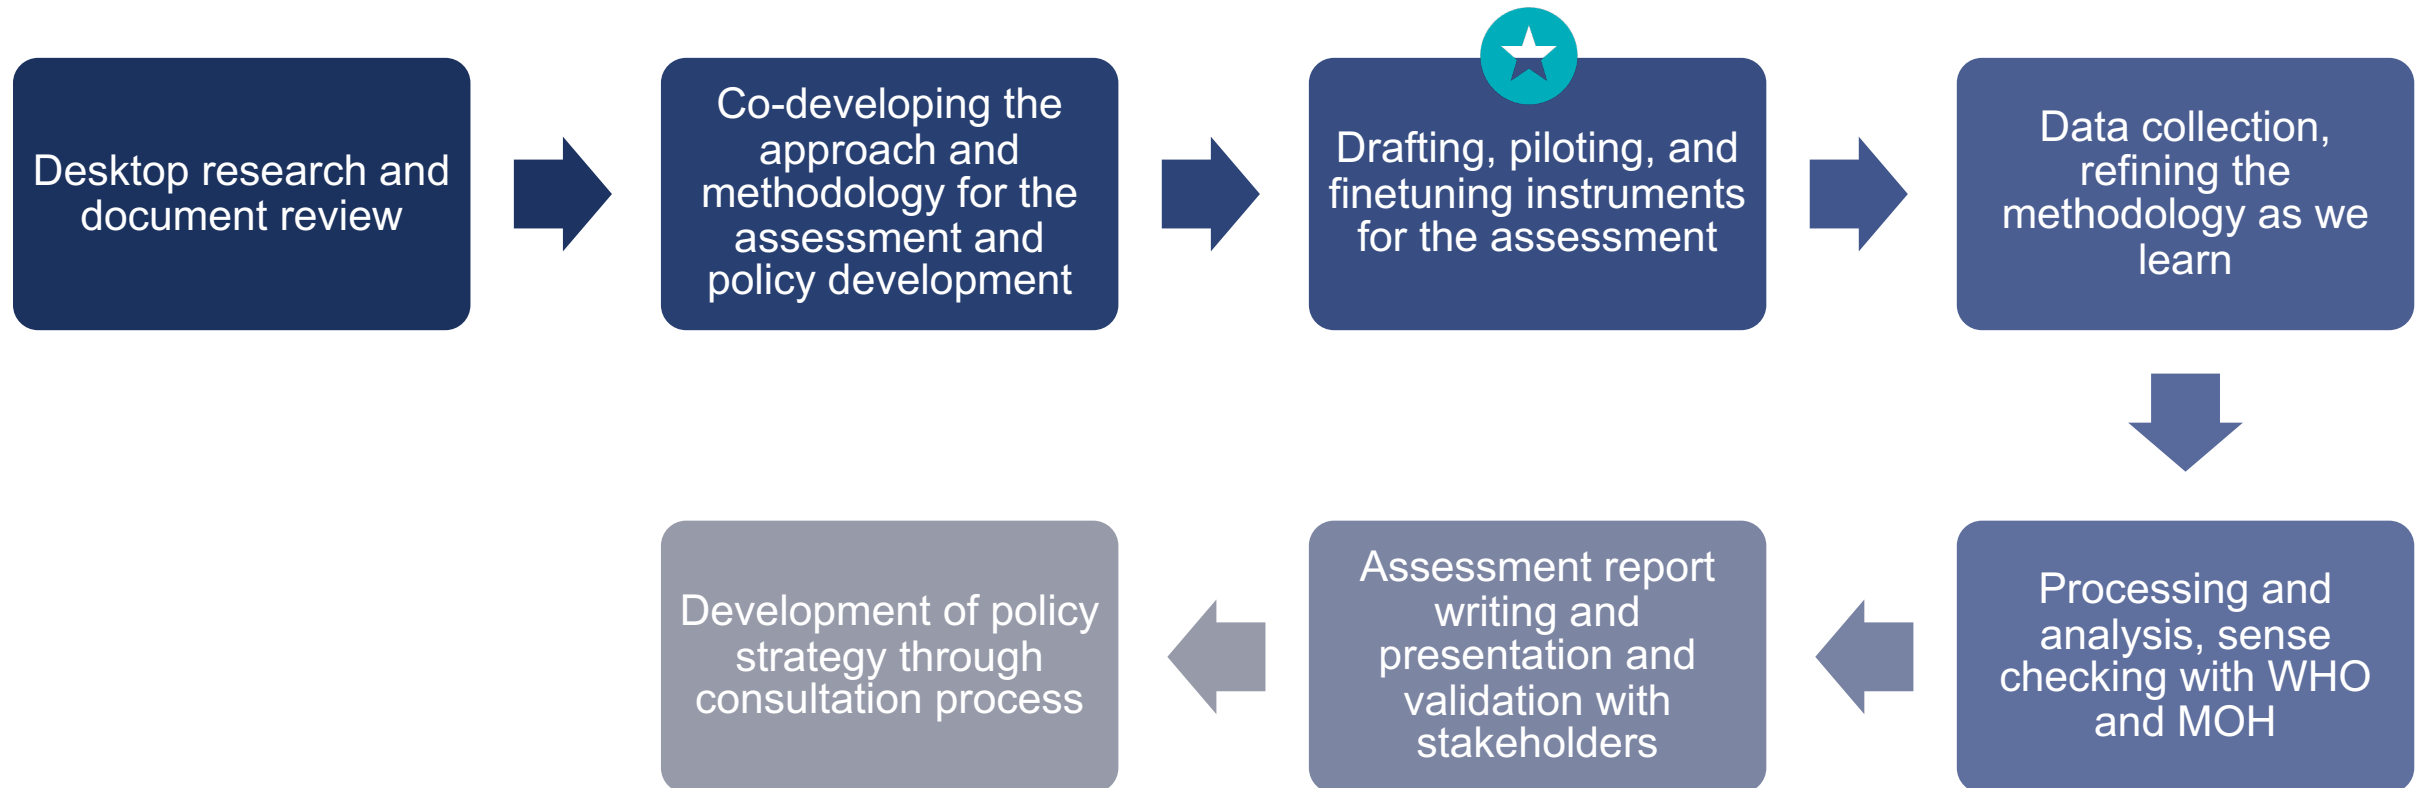 Desktop research and
document review
Co-developing the
approach and
methodology for the
assessment and
policy development
Drafting, piloting, and
finetuning instruments
for the assessment
Data collection,
refining the
methodology as we
learn
Processing and
analysis, sense
checking with WHO
and MOH
Assessment report
writing and
presentation and
validation with
stakeholders
Development of policy
strategy through
consultation process